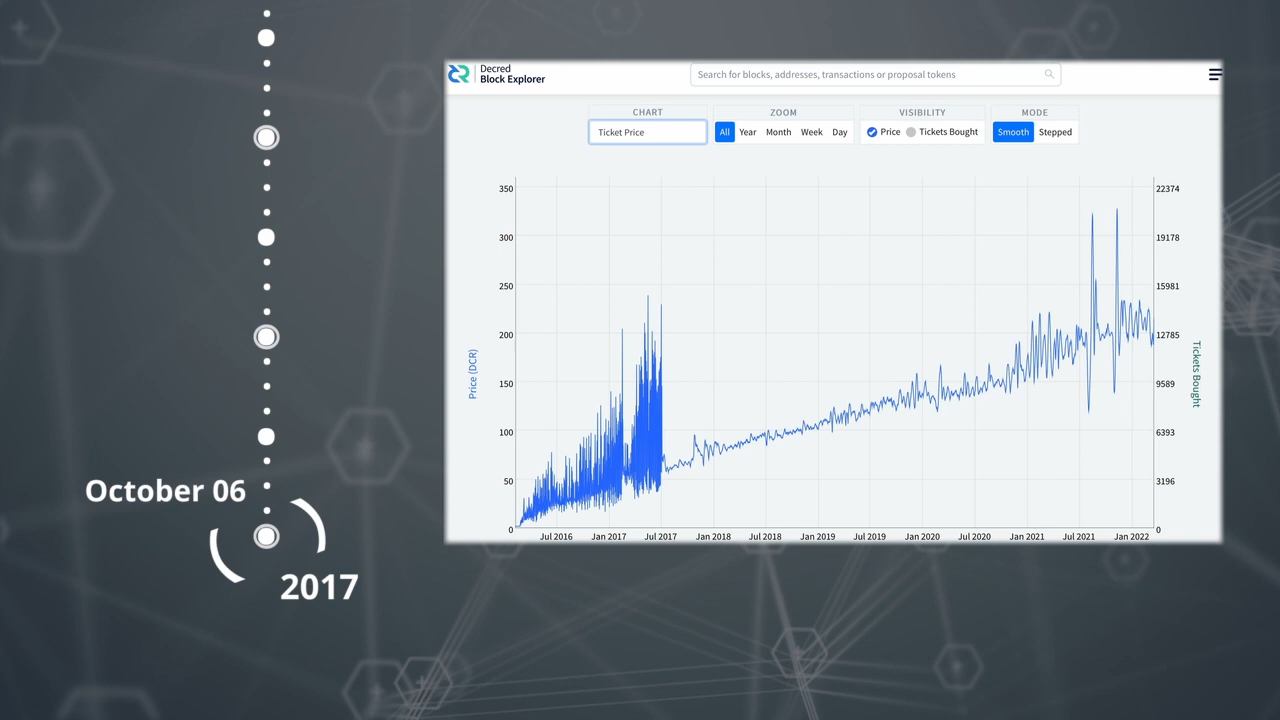 October 06
2017
Decred
Block Explorer
Search for blocks, addresses, transactions or proposal tokens
CHART
ZOOM
VISIBILITY
MODE
Ticket Price
All Year Month Week Day
Price Tickets Bought
Smooth Stepped
350
300
250
200
150
100
50
0
Price (DCR)
22374
19178
15981
12785
9589
6393
3196
0
Tickets Bought
Jul 2016 Jan 2017 Jul 2017 Jan 2018 Jul 2018 Jan 2019 Jul 2019 Jan 2020 Jul 2020 Jan 2021 Jul 2021 Jan 2022